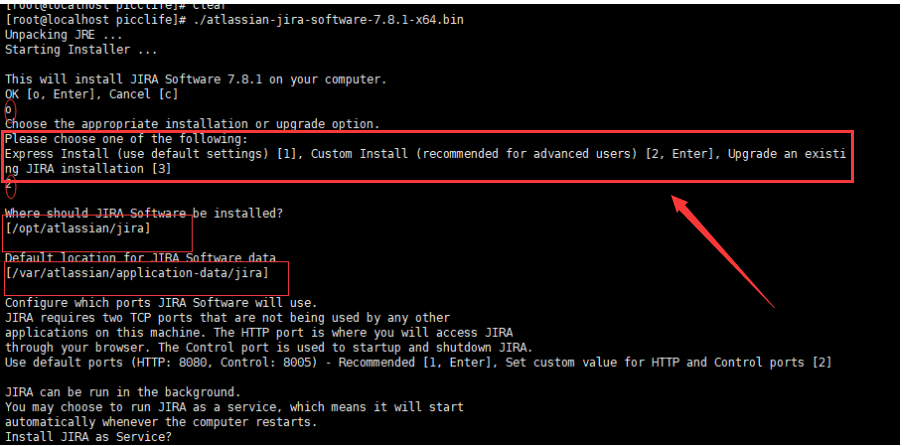 [root@localhost picclife]# clear
[root@localhost picclife]# ./atlassian-jira-software-7.8.1-x64.bin
Unpacking JRE ...
Starting Installer ...
This will install JIRA Software 7.8.1 on your computer.
OK [o, Enter], Cancel [c]
o
Choose the appropriate installation or upgrade option.
Please choose one of the following:
Express Install (use default settings) [1], Custom Install (recommended for advanced users) [2, Enter], Upgrade an existi
ng JIRA installation [3]
2
Where should JIRA Software be installed?
[/opt/atlassian/jira]
Default location for JIRA Software data
[/var/atlassian/application-data/jira]
Configure which ports JIRA Software will use.
JIRA requires two TCP ports that are not being used by any other
applications on this machine. The HTTP port is where you will access JIRA
through your browser. The Control port is used to startup and shutdown JIRA.
Use default ports (HTTP: 8080, Control: 8005) - Recommended [1, Enter], Set custom value for HTTP and Control ports [2]
JIRA can be run in the background.
You may choose to run JIRA as a service, which means it will start
automatically whenever the computer restarts.
Install JIRA as Service?